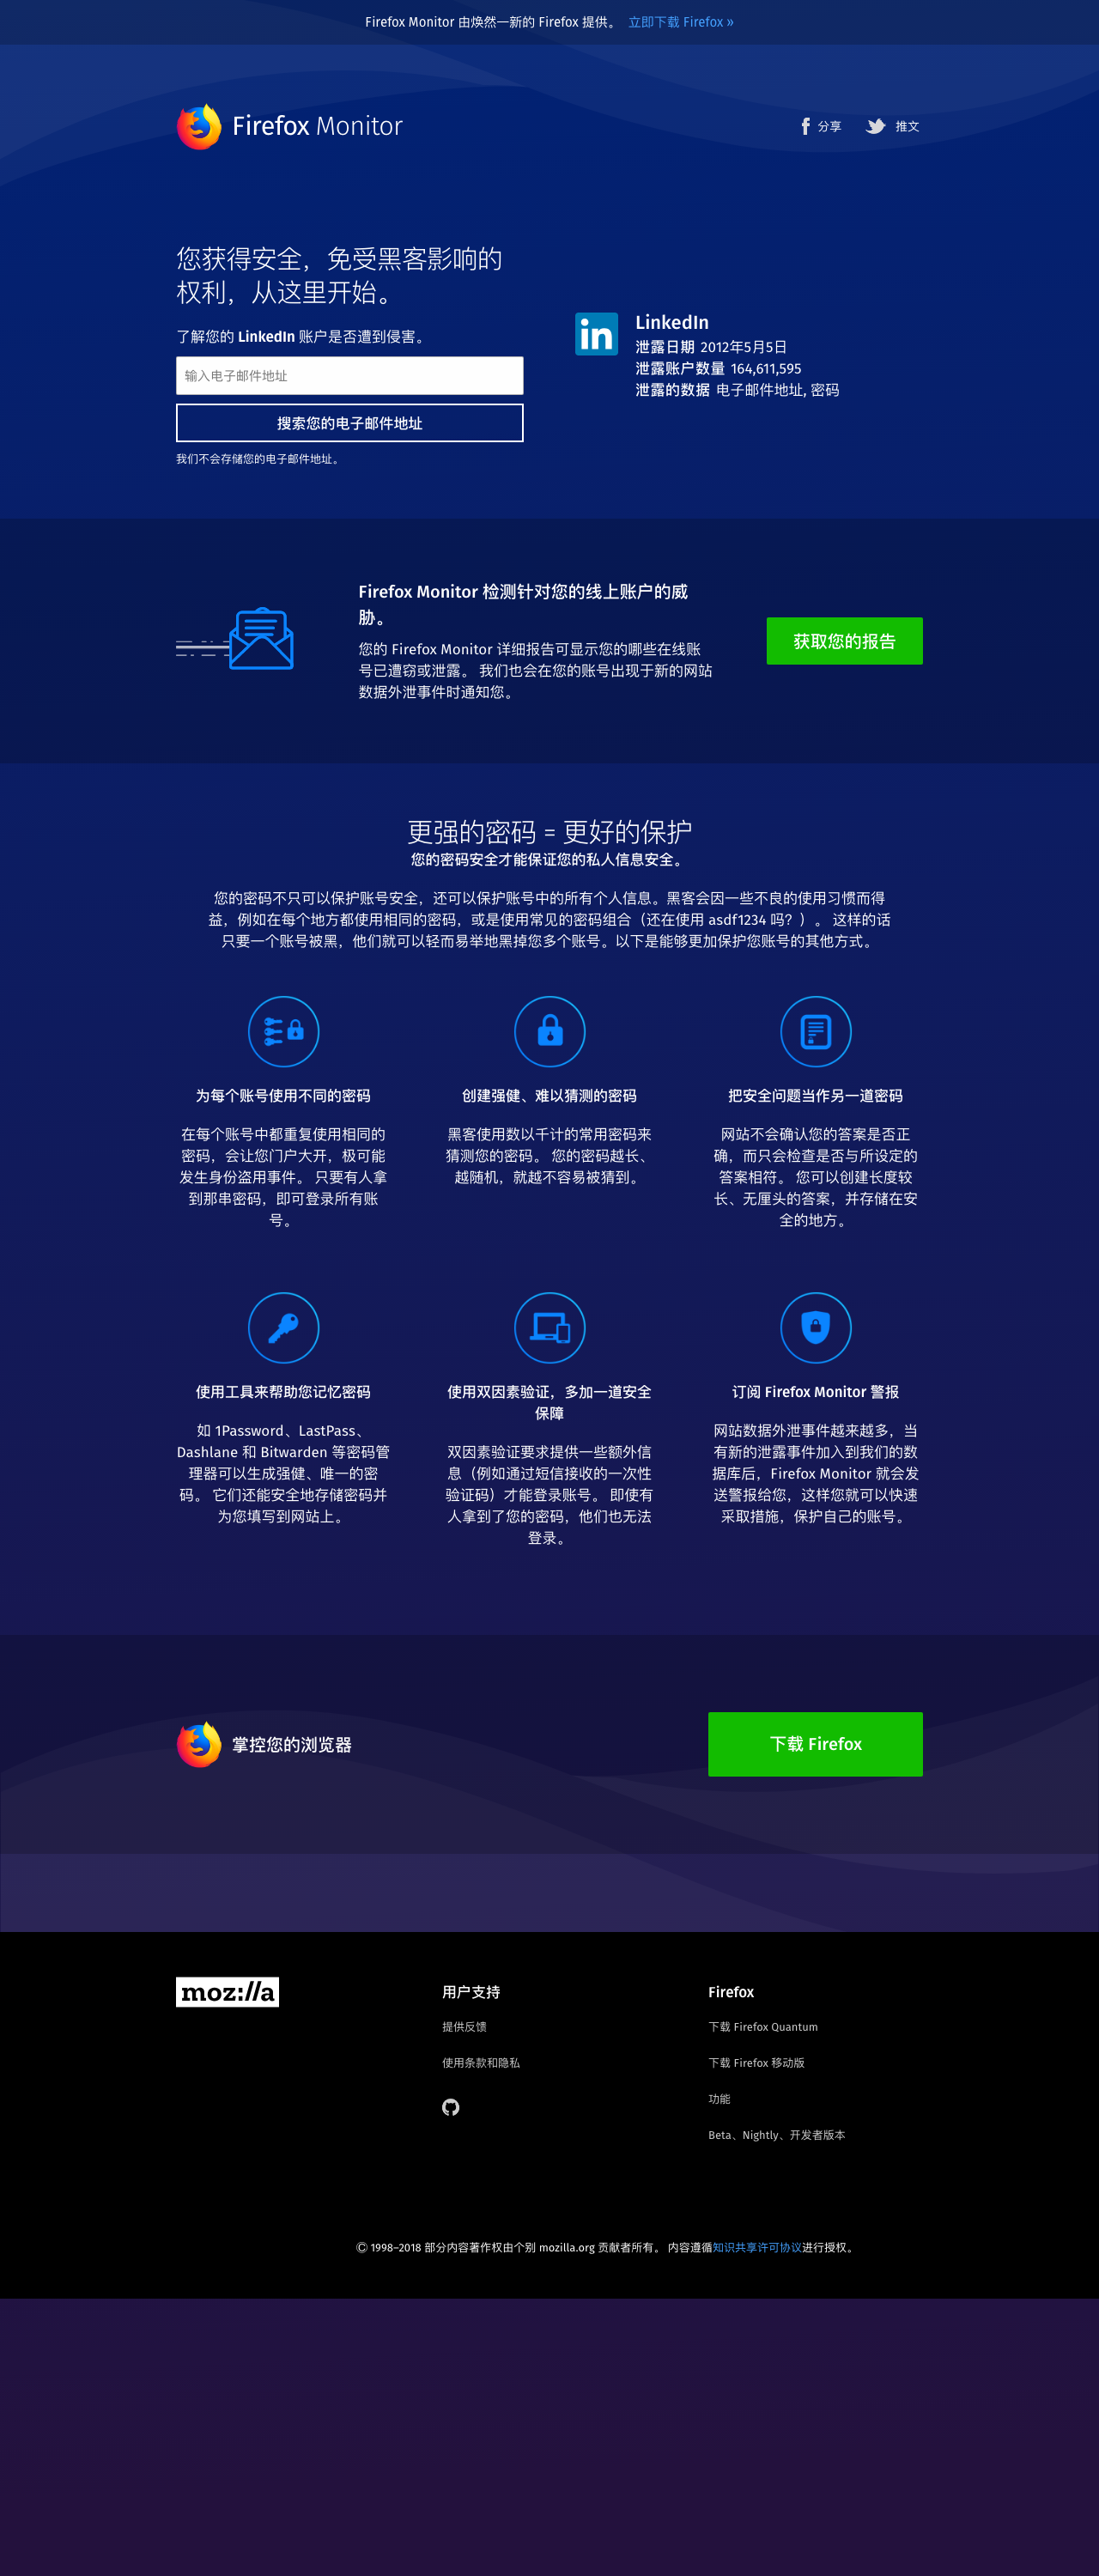 Firefox Monitor 由焕然一新的 Firefox 提供。 立即下载 Firefox »
Firefox Monitor
分享
推文
您获得安全，免受黑客影响的
权利，从这里开始。
了解您的 LinkedIn 账户是否遭到侵害。
输入电子邮件地址
搜索您的电子邮件地址
我们不会存储您的电子邮件地址。
in
LinkedIn
泄露日期 2012年5月5日
泄露账户数量 164,611,595
泄露的数据 电子邮件地址, 密码
Firefox Monitor 检测针对您的线上账户的威
胁。
您的 Firefox Monitor 详细报告可显示您的哪些在线账
号已遭窃或泄露。 我们也会在您的账号出现于新的网站
数据外泄事件时通知您。
获取您的报告
更强的密码 = 更好的保护
您的密码安全才能保证您的私人信息安全。
您的密码不只可以保护账号安全，还可以保护账号中的所有个人信息。黑客会因一些不良的使用习惯而得
益，例如在每个地方都使用相同的密码，或是使用常见的密码组合（还在使用 asdf1234 吗？）。 这样的话
只要一个账号被黑，他们就可以轻而易举地黑掉您多个账号。以下是能够更加保护您账号的其他方式。
为每个账号使用不同的密码
在每个账号中都重复使用相同的
密码，会让您门户大开，极可能
发生身份盗用事件。 只要有人拿
到那串密码，即可登录所有账
号。
创建强健、难以猜测的密码
黑客使用数以千计的常用密码来
猜测您的密码。 您的密码越长、
越随机，就越不容易被猜到。
把安全问题当作另一道密码
网站不会确认您的答案是否正
确，而只会检查是否与所设定的
答案相符。 您可以创建长度较
长、无厘头的答案，并存储在安
全的地方。
使用工具来帮助您记忆密码
如 1Password、LastPass、
Dashlane 和 Bitwarden 等密码管
理器可以生成强健、唯一的密
码。 它们还能安全地存储密码并
为您填写到网站上。
使用双因素验证，多加一道安全
保障
双因素验证要求提供一些额外信
息（例如通过短信接收的一次性
验证码）才能登录账号。 即使有
人拿到了您的密码，他们也无法
登录。
订阅 Firefox Monitor 警报
网站数据外泄事件越来越多，当
有新的泄露事件加入到我们的数
据库后，Firefox Monitor 就会发
送警报给您，这样您就可以快速
采取措施，保护自己的账号。
掌控您的浏览器
下载 Firefox
moz://a
用户支持
提供反馈
使用条款和隐私
Firefox
下载 Firefox Quantum
下载 Firefox 移动版
功能
Beta、Nightly、开发者版本
© 1998–2018 部分内容著作权由个别 mozilla.org 贡献者所有。 内容遵循知识共享许可协议进行授权。